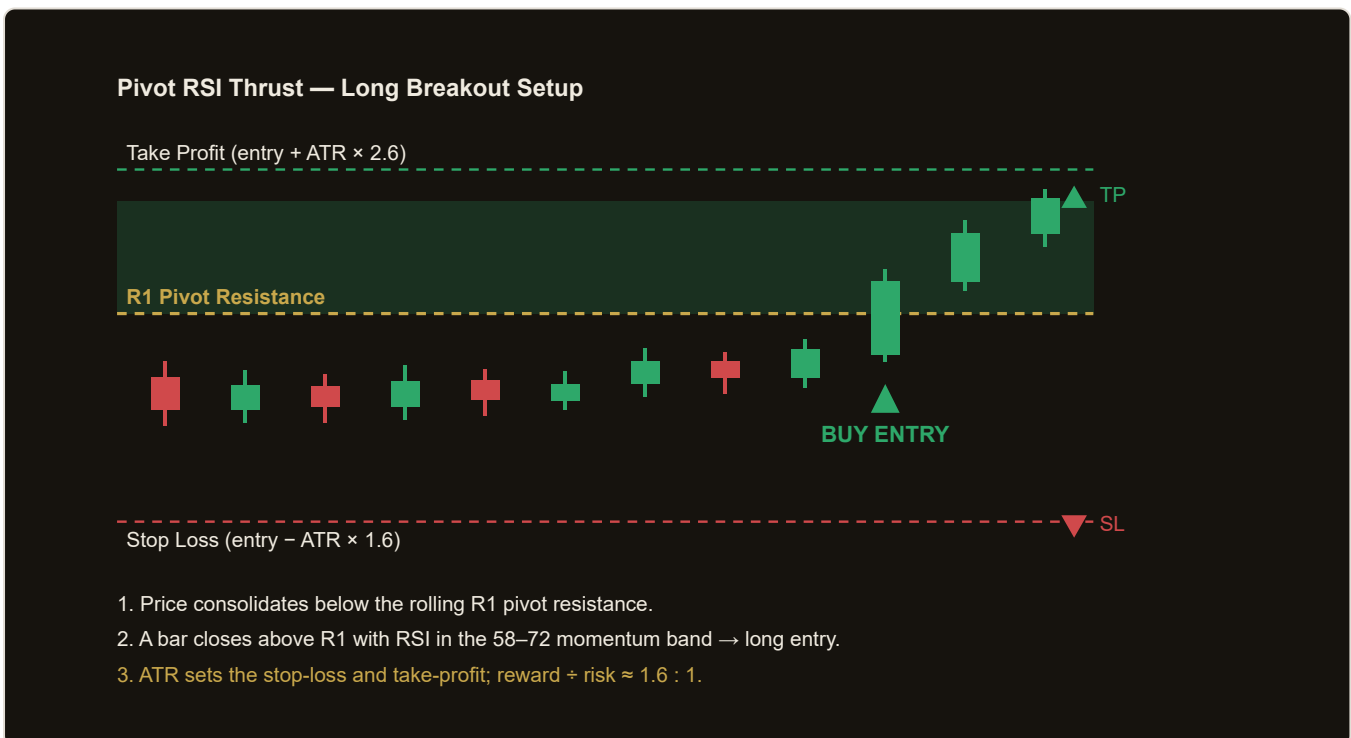 Pivot RSI Thrust — Long Breakout Setup
Take Profit (entry + ATR × 2.6)
TP
R1 Pivot Resistance
BUY ENTRY
SL
Stop Loss (entry − ATR × 1.6)
1. Price consolidates below the rolling R1 pivot resistance.
2. A bar closes above R1 with RSI in the 58–72 momentum band → long entry.
3. ATR sets the stop-loss and take-profit; reward ÷ risk ≈ 1.6 : 1.